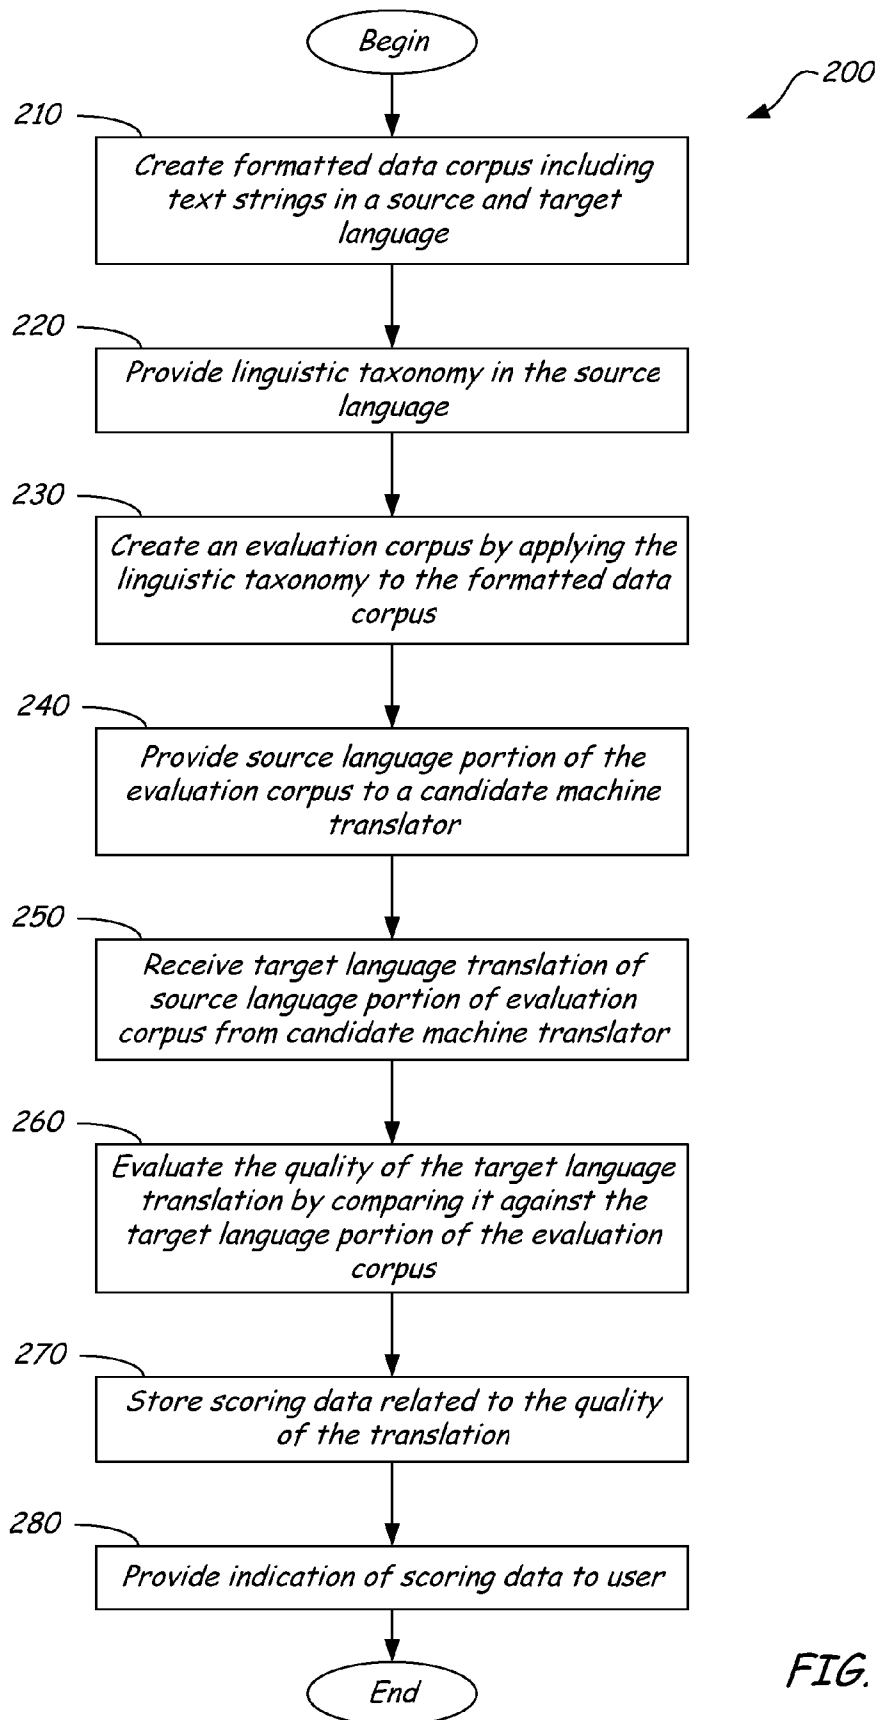 Begin
200
210
Create formatted data corpus including
text strings in a source and target
language
220
Provide linguistic taxonomy in the source
language
230
Create an evaluation corpus by applying the
linguistic taxonomy to the formatted data
corpus
240
Provide source language portion of the
evaluation corpus to a candidate machine
translator
250
Receive target language translation of
source language portion of evaluation
corpus from candidate machine translator
260
Evaluate the quality of the target language
translation by comparing it against the
target language portion of the evaluation
corpus
270
Store scoring data related to the quality
of the translation
280
Provide indication of scoring data to user
End
FIG.